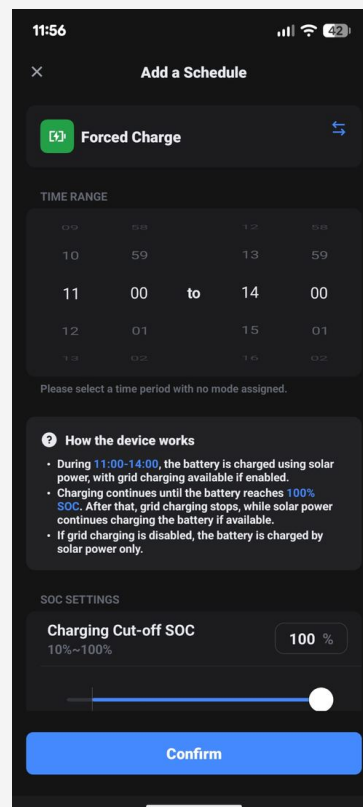 11:56
42
Add a Schedule
Forced Charge
TIME RANGE
09 58 12 58
10 59 13 59
11 00 to 14 00
12 01 15 01
13 02 16 02
Please select a time period with no mode assigned.
? How the device works
• During 11:00-14:00, the battery is charged using solar
power, with grid charging available if enabled.
• Charging continues until the battery reaches 100%
SOC. After that, grid charging stops, while solar power
continues charging the battery if available.
• If grid charging is disabled, the battery is charged by
solar power only.
SOC SETTINGS
Charging Cut-off SOC
100 %
10%~100%
Confirm